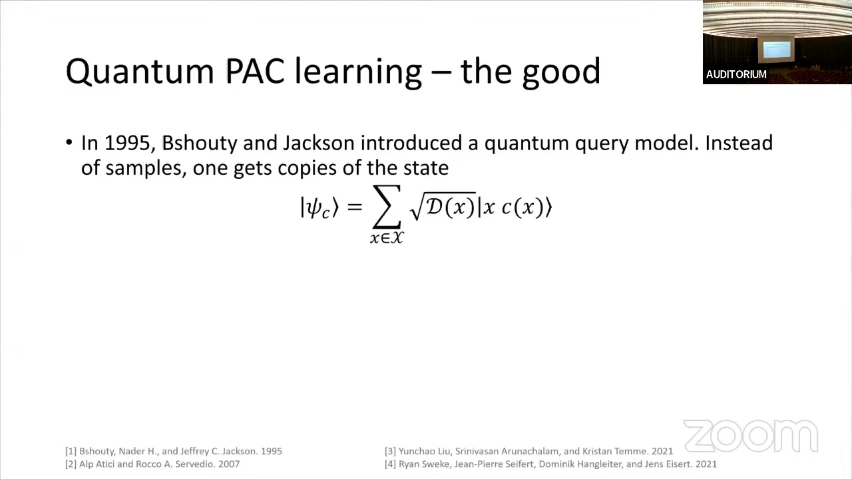 AUDITORIUM
Quantum PAC learning – the good
• In 1995, Bshouty and Jackson introduced a quantum query model. Instead
of samples, one gets copies of the state
|ψ_c⟩ = ∑_{x∈𝒳} √𝒟(x)|x c(x)⟩
[1] Bshouty, Nader H., and Jeffrey C. Jackson. 1995
[2] Alp Atici and Rocco A. Servedio. 2007
[3] Yunchao Liu, Srinivasan Arunachalam, and Kristan Temme. 2021
[4] Ryan Sweke, Jean-Pierre Seifert, Dominik Hangleiter, and Jens Eisert. 2021
zoom